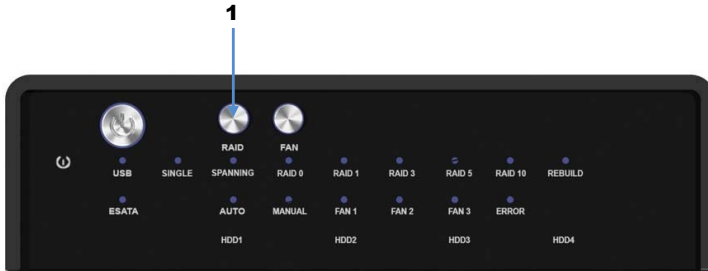 1
RAID FAN
USB SINGLE SPANNING RAID 0 RAID 1 RAID 3 RAID 5 RAID 10 REBUILD
ESATA AUTO MANUAL FAN 1 FAN 2 FAN 3 ERROR
HDD1 HDD2 HDD3 HDD4